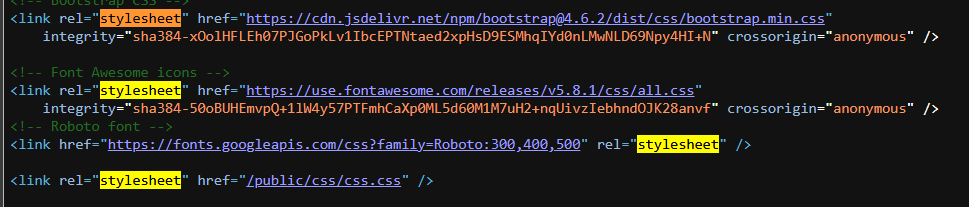 <!-- Bootstrap CSS -->
<link rel="stylesheet" href="https://cdn.jsdelivr.net/npm/bootstrap@4.6.2/dist/css/bootstrap.min.css"
integrity="sha384-xOolHFLEh07PJGoPkLv1IbcEPTNtaed2xpHsD9ESMhqIYd0nLMwNLD69Npy4HI+N" crossorigin="anonymous" />
<!-- Font Awesome icons -->
<link rel="stylesheet" href="https://use.fontawesome.com/releases/v5.8.1/css/all.css"
integrity="sha384-50oBUHEmvpQ+1lW4y57PTFmhCaXp0ML5d60M1M7uH2+nqUivzIebhndOJK28anvf" crossorigin="anonymous" />
<!-- Roboto font -->
<link href="https://fonts.googleapis.com/css?family=Roboto:300,400,500" rel="stylesheet" />
<link rel="stylesheet" href="/public/css/css.css" />